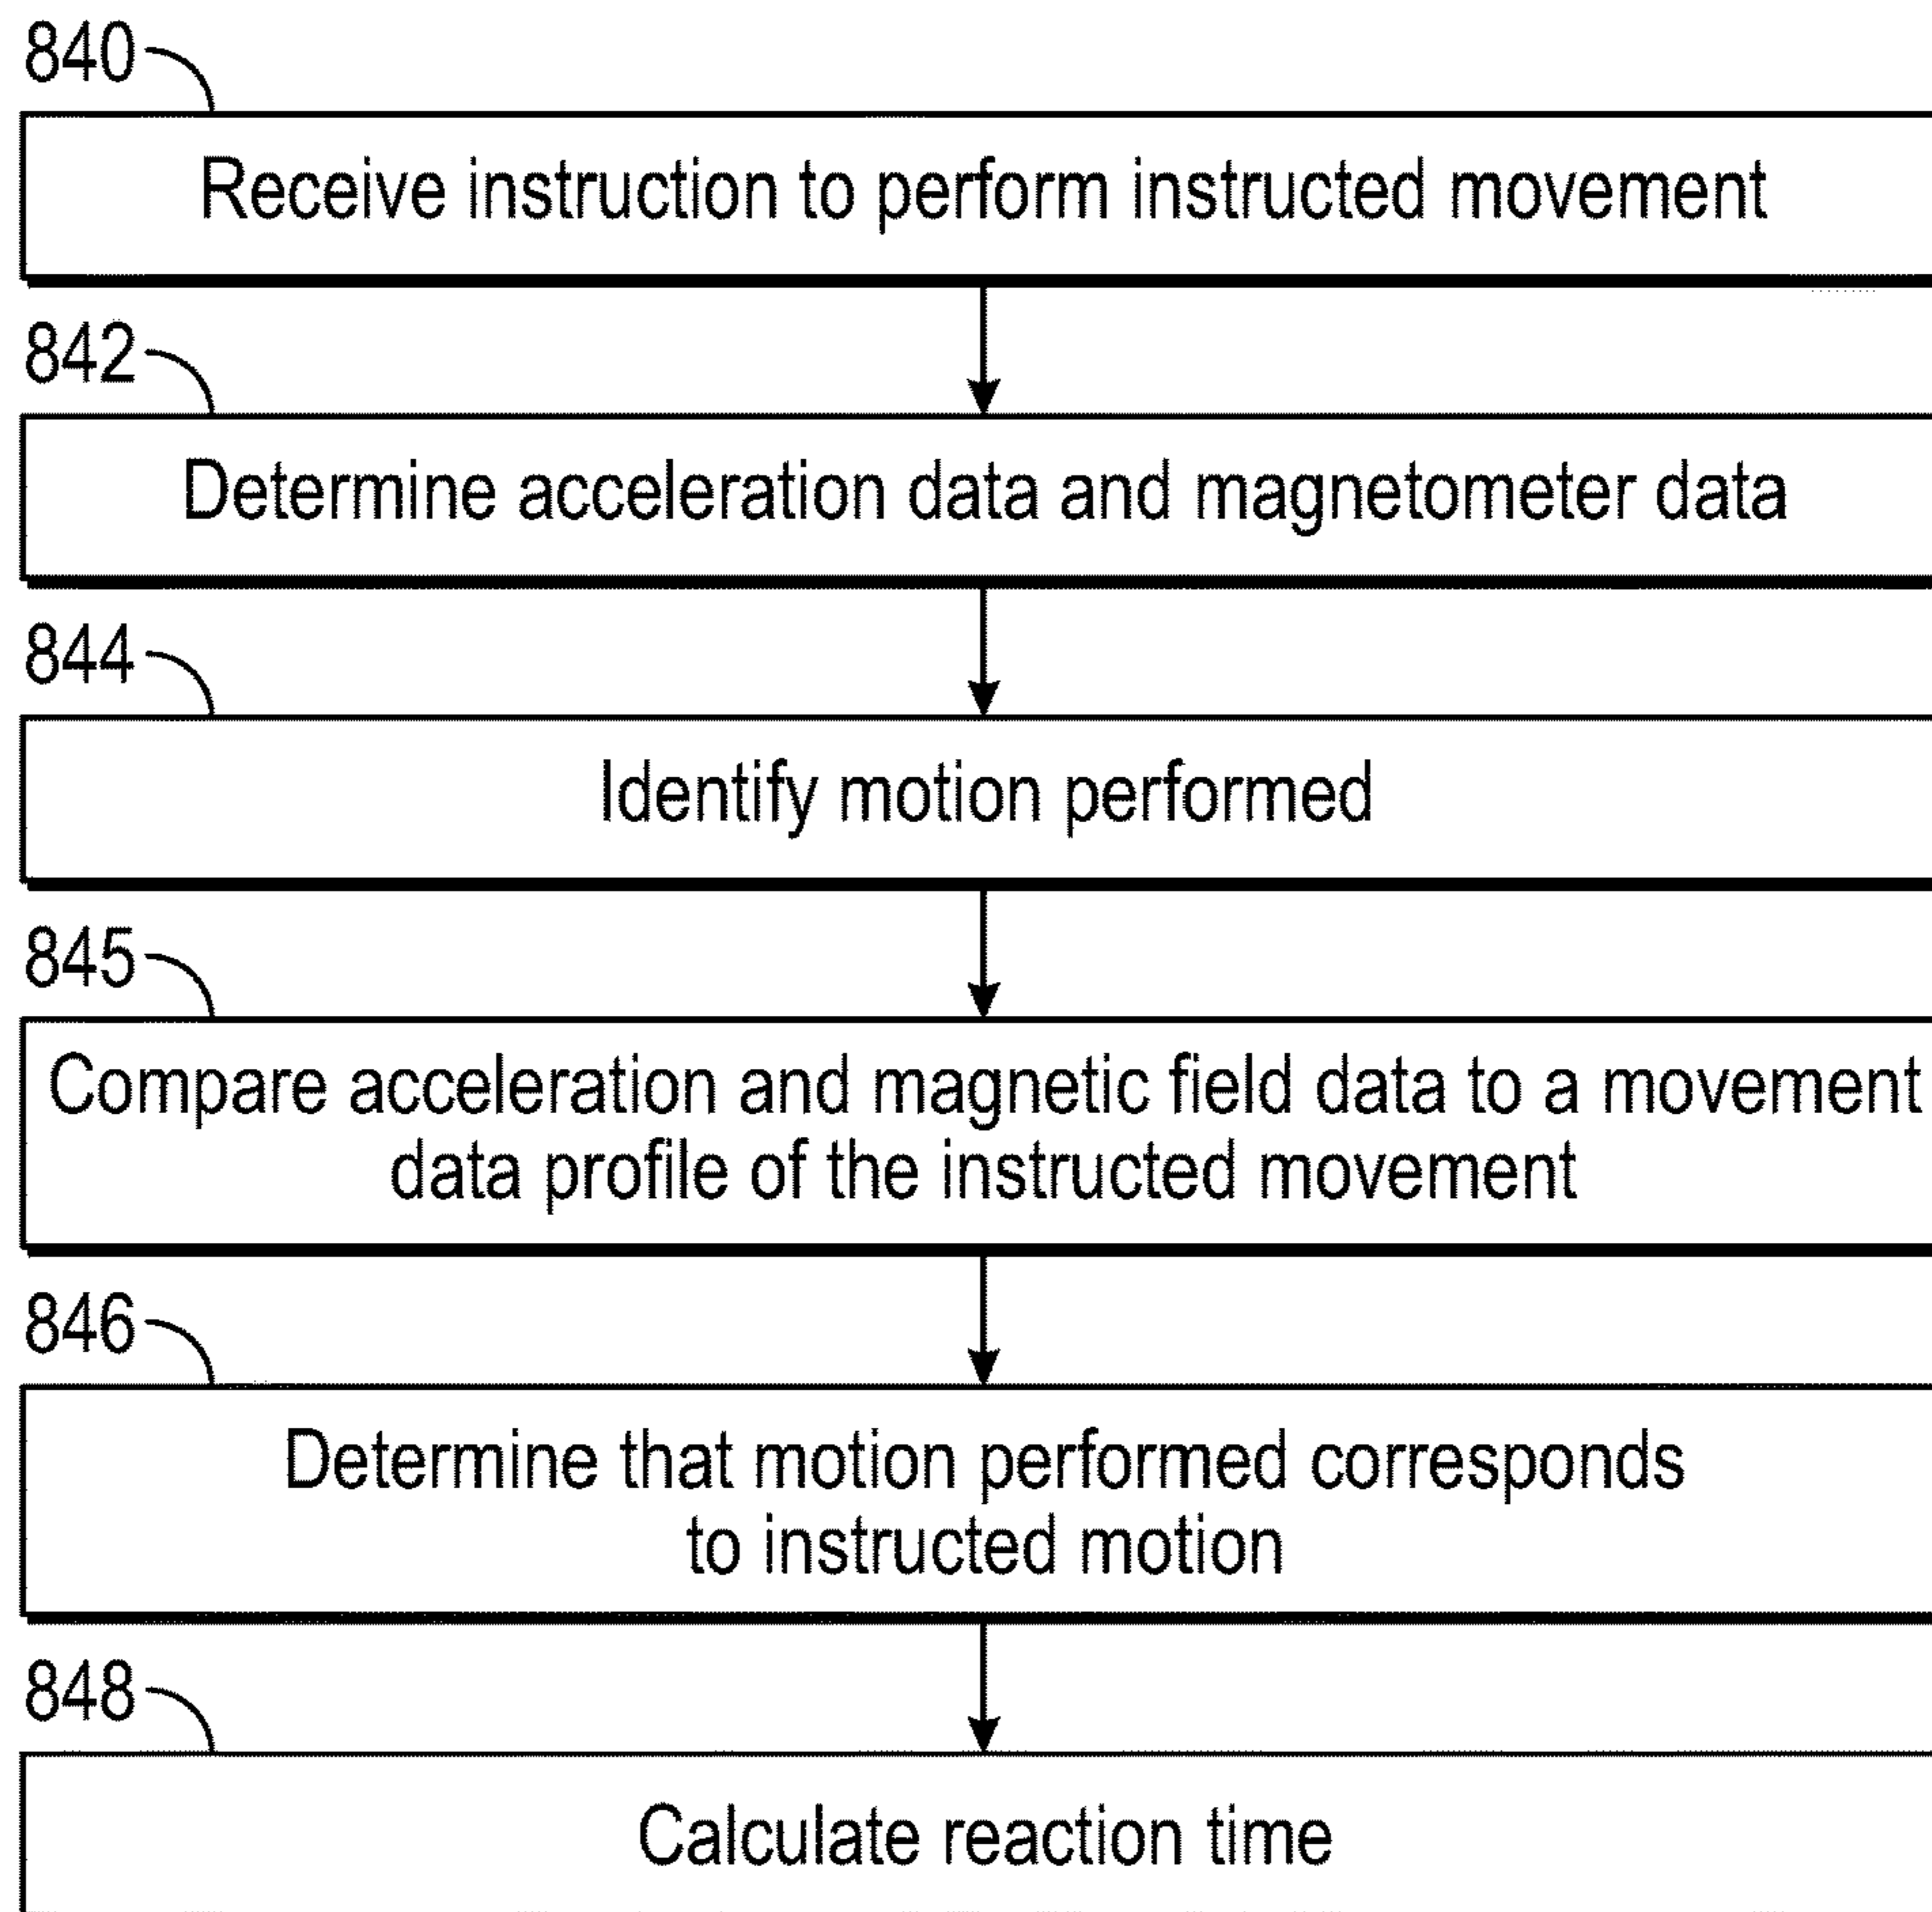 840
Receive instruction to perform instructed movement
842
Determine acceleration data and magnetometer data
844
Identify motion performed
845
Compare acceleration and magnetic field data to a movement
data profile of the instructed movement
846
Determine that motion performed corresponds
to instructed motion
848
Calculate reaction time